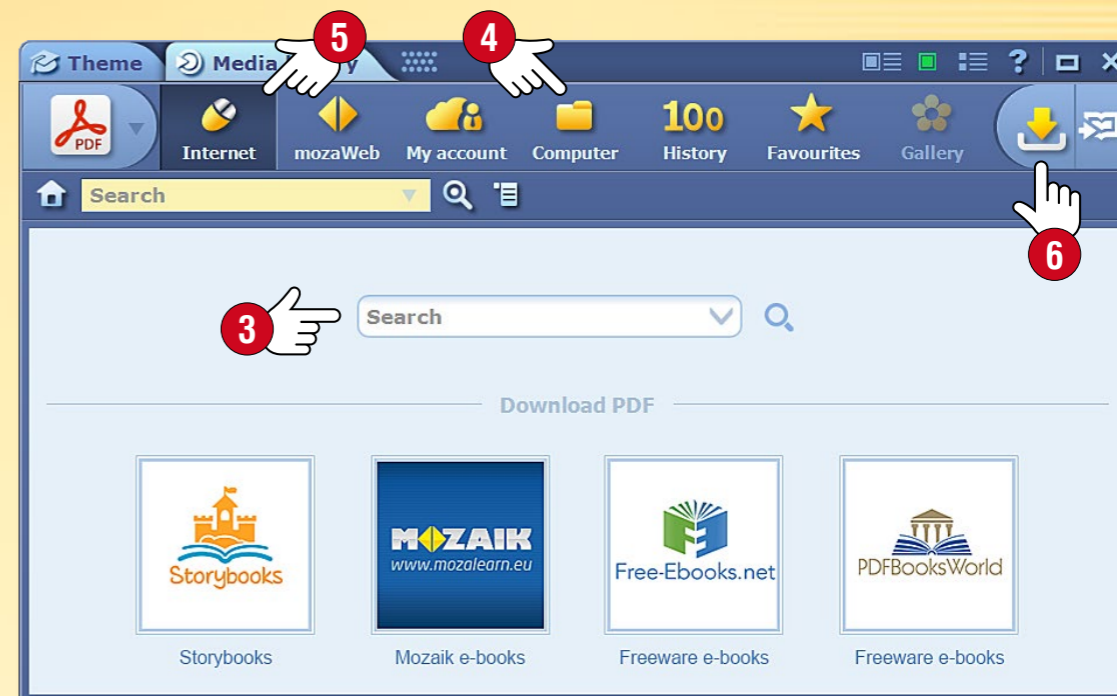 5
4
Theme
Media
y
?
PDF
Internet
mozaWeb
My account
Computer
100
History
Favourites
Gallery
Search
6
3
Search
Download PDF
Storybooks
MOZAIK
www.mozalearn.eu
Free-Ebooks.net
PDFBooksWorld
Storybooks
Mozaik e-books
Freeware e-books
Freeware e-books